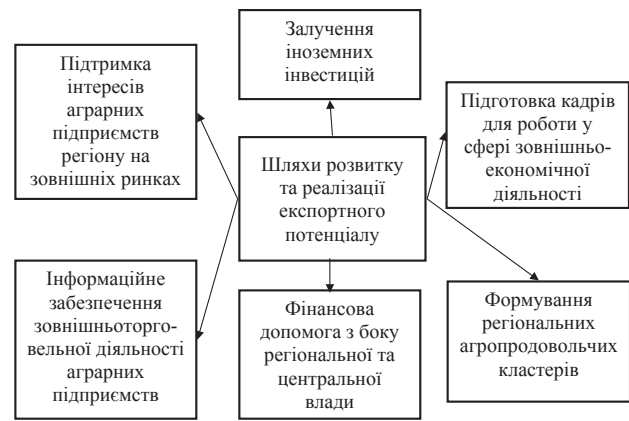 Залучення
іноземних
інвестицій
Підтримка
інтересів
аграрних
підприємств
регіону на
зовнішніх ринках
Підготовка кадрів
для роботи у
сфері зовнішньо-
економічної
діяльності
Шляхи розвитку
та реалізації
експортного
потенціалу
Інформаційне
забезпечення
зовнішньоторго-
вельної діяльності
аграрних
підприємств
Фінансова
допомога з боку
регіональної та
центральної
влади
Формування
регіональних
агропродовольчих
кластерів